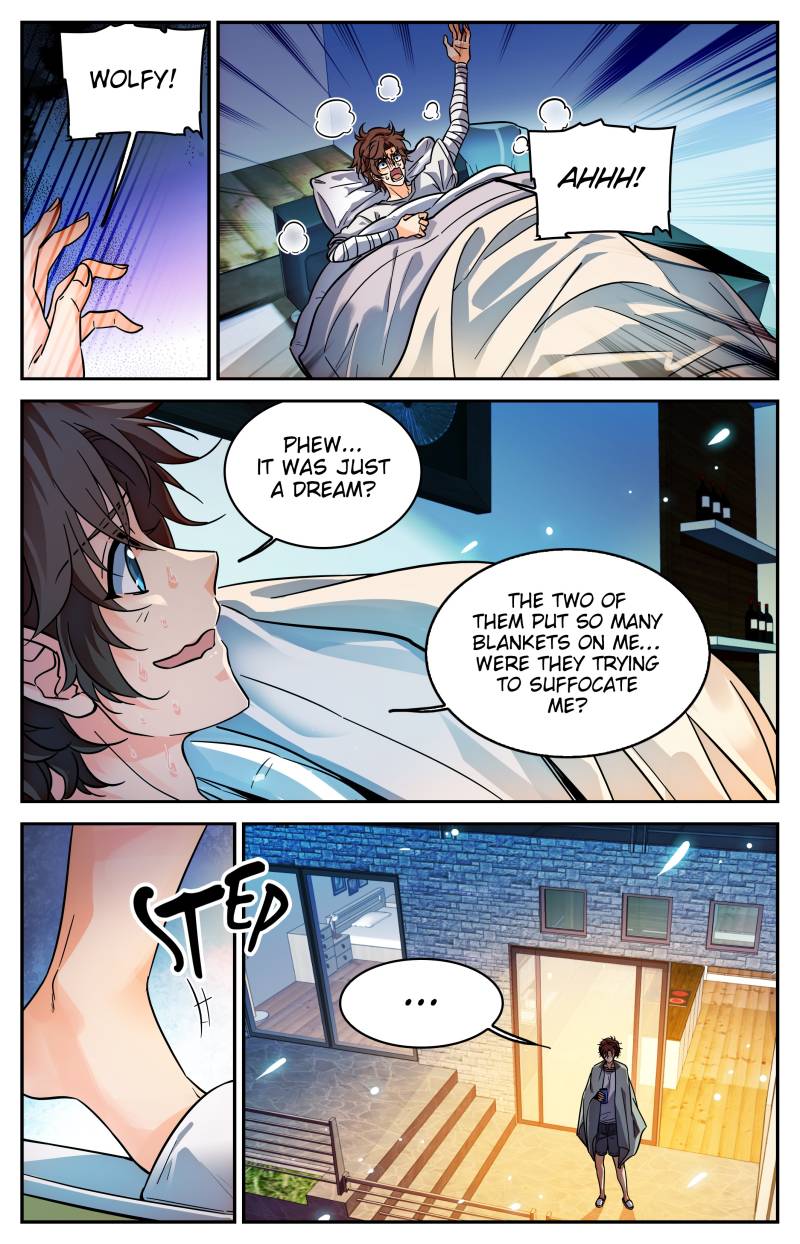 WOLFY!
AHHH!
PHEW...
IT WAS JUST
A DREAM?
THE TWO OF
THEM PUT SO MANY
BLANKETS ON ME...
WERE THEY TRYING
TO SUFFOCATE
ME?
STEP
...